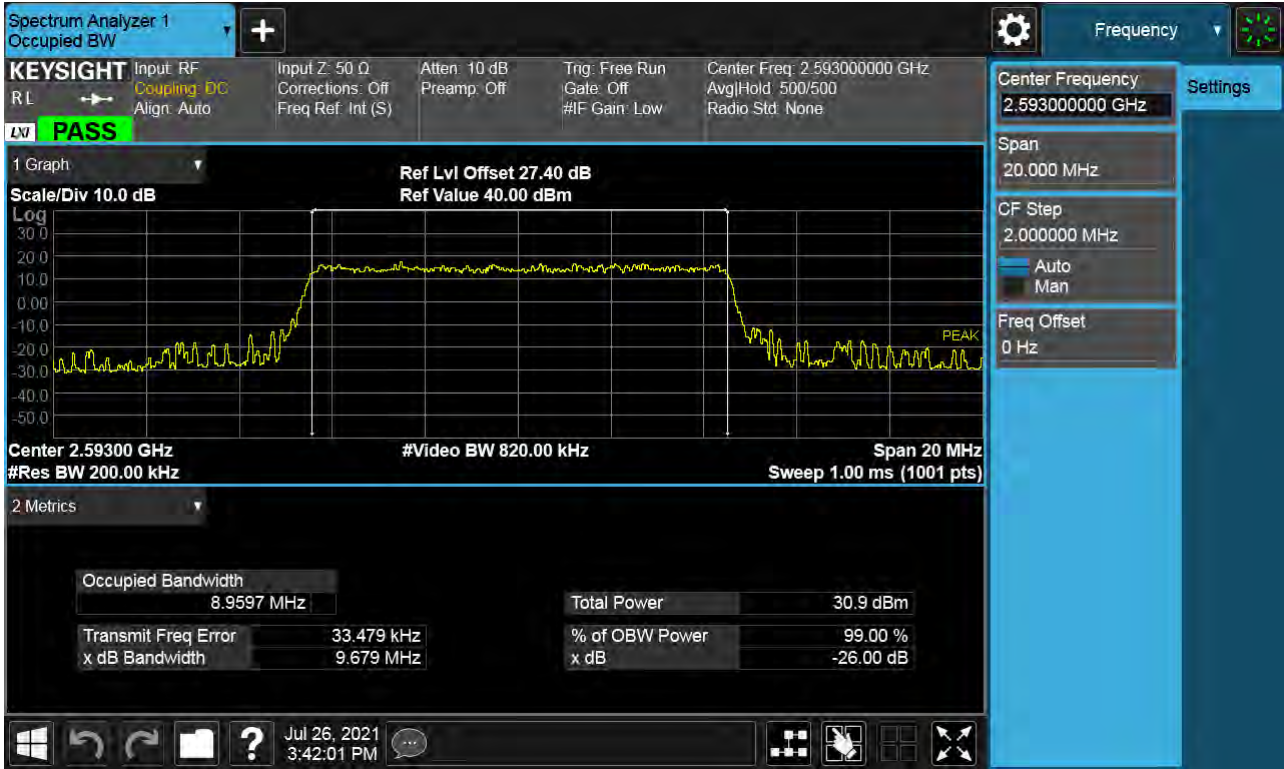 Spectrum Analyzer 1
Occupied BW
+
Frequency
KEYSIGHT
RL
LXI
PASS
Input: RF
Coupling: DC
Align: Auto
Input Z: 50 Ω
Corrections: Off
Freq Ref: Int (S)
Atten: 10 dB
Preamp: Off
Trig: Free Run
Gate: Off
#IF Gain: Low
Center Freq: 2.593000000 GHz
Avg|Hold: 500/500
Radio Std: None
Center Frequency
2.593000000 GHz
Settings
Span
20.000 MHz
CF Step
2.000000 MHz
Auto
Man
Freq Offset
0 Hz
1 Graph
Scale/Div 10.0 dB
Ref Lvl Offset 27.40 dB
Ref Value 40.00 dBm
Log
30.0
20.0
10.0
0.00
-10.0
-20.0
-30.0
-40.0
-50.0
PEAK
Center 2.59300 GHz
#Video BW 820.00 kHz
Span 20 MHz
#Res BW 200.00 kHz
Sweep 1.00 ms (1001 pts)
2 Metrics
Occupied Bandwidth
8.9597 MHz
Total Power 30.9 dBm
Transmit Freq Error 33.479 kHz
% of OBW Power 99.00 %
x dB Bandwidth 9.679 MHz
x dB -26.00 dB
?
Jul 26, 2021
3:42:01 PM